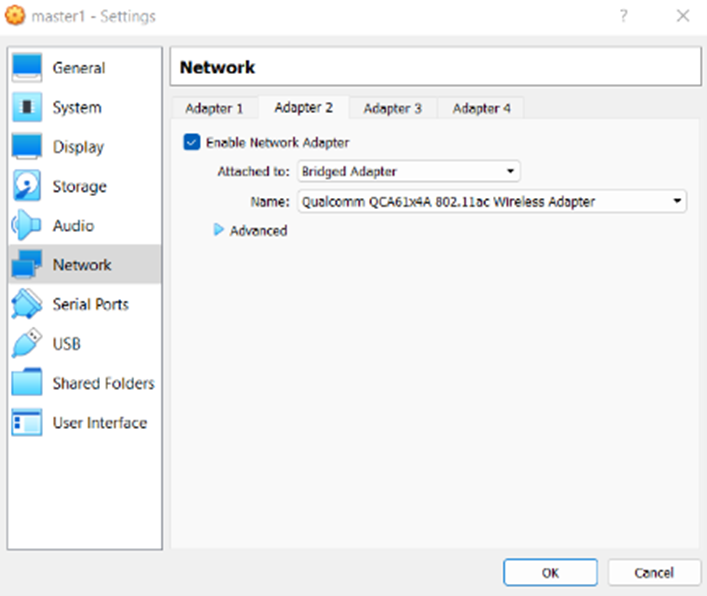 master1 - Settings
?
General
System
Display
Storage
Audio
Network
Serial Ports
USB
Shared Folders
User Interface
Network
Adapter 1 Adapter 2 Adapter 3 Adapter 4
Enable Network Adapter
Attached to: Bridged Adapter
Name: Qualcomm QCA61x4A 802.11ac Wireless Adapter
Advanced
OK Cancel